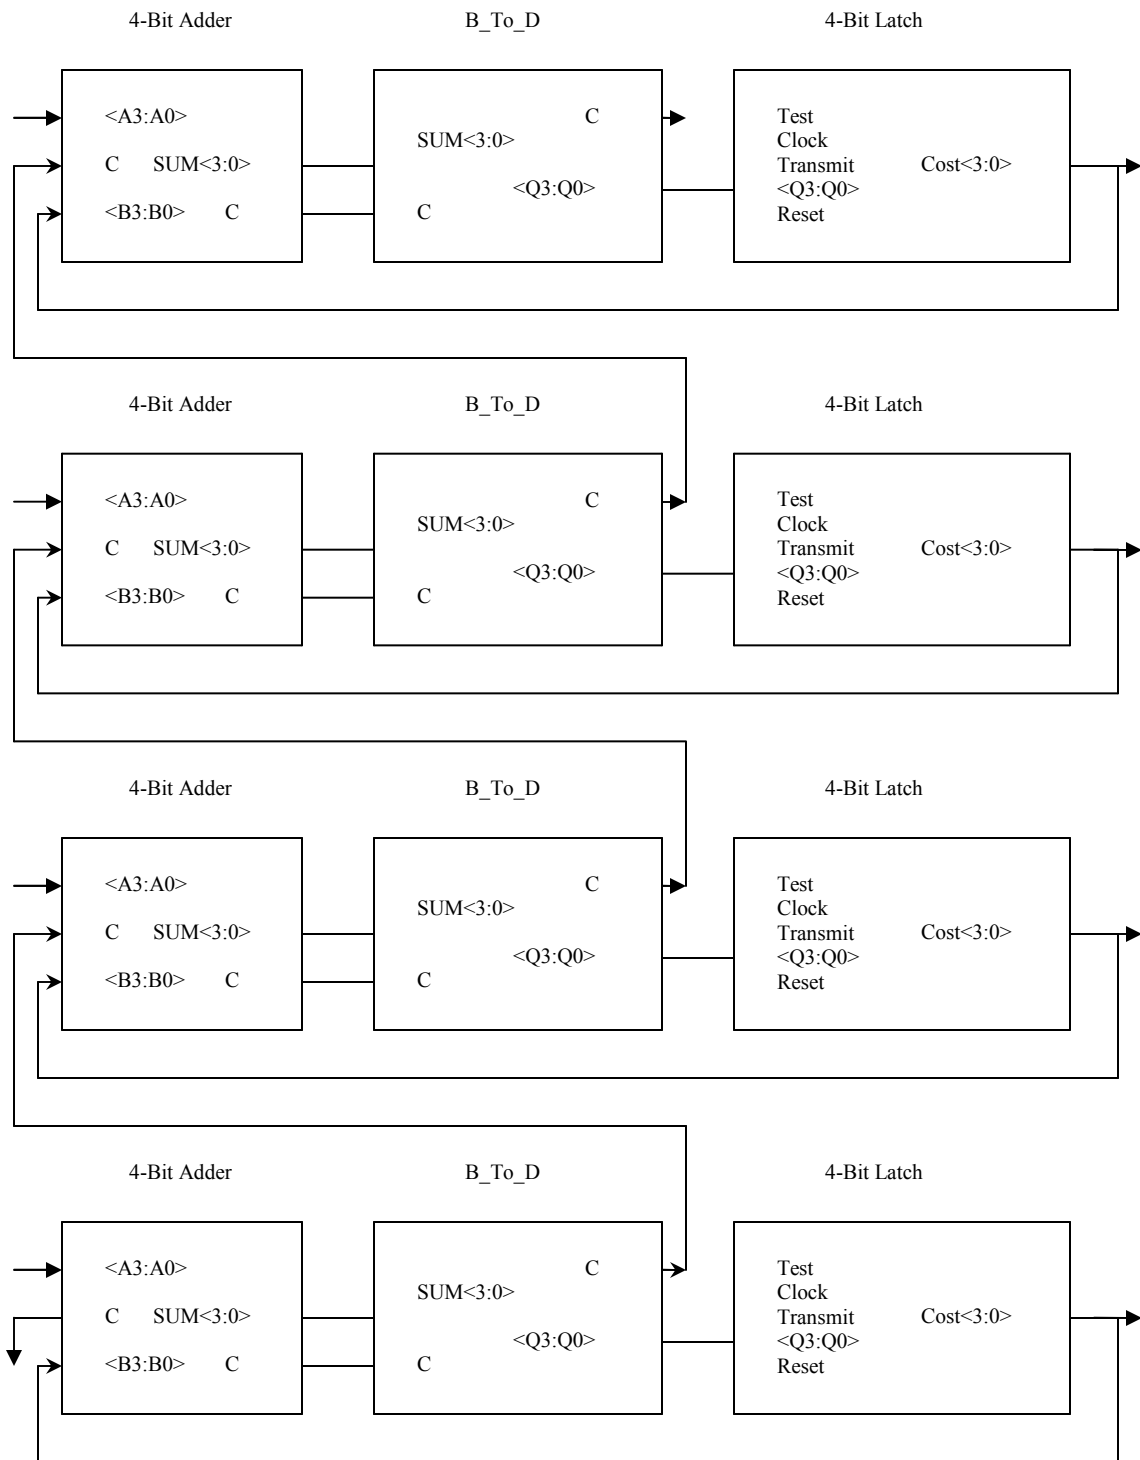 4-Bit Adder B_To_D 4-Bit Latch
<A3:A0> C Test
SUM<3:0> Clock
C SUM<3:0> Transmit Cost<3:0>
<Q3:Q0> <Q3:Q0>
<B3:B0> C C Reset
4-Bit Adder B_To_D 4-Bit Latch
<A3:A0> C Test
SUM<3:0> Clock
C SUM<3:0> Transmit Cost<3:0>
<Q3:Q0> <Q3:Q0>
<B3:B0> C C Reset
4-Bit Adder B_To_D 4-Bit Latch
<A3:A0> C Test
SUM<3:0> Clock
C SUM<3:0> Transmit Cost<3:0>
<Q3:Q0> <Q3:Q0>
<B3:B0> C C Reset
4-Bit Adder B_To_D 4-Bit Latch
<A3:A0> C Test
SUM<3:0> Clock
C SUM<3:0> Transmit Cost<3:0>
<Q3:Q0> <Q3:Q0>
<B3:B0> C C Reset